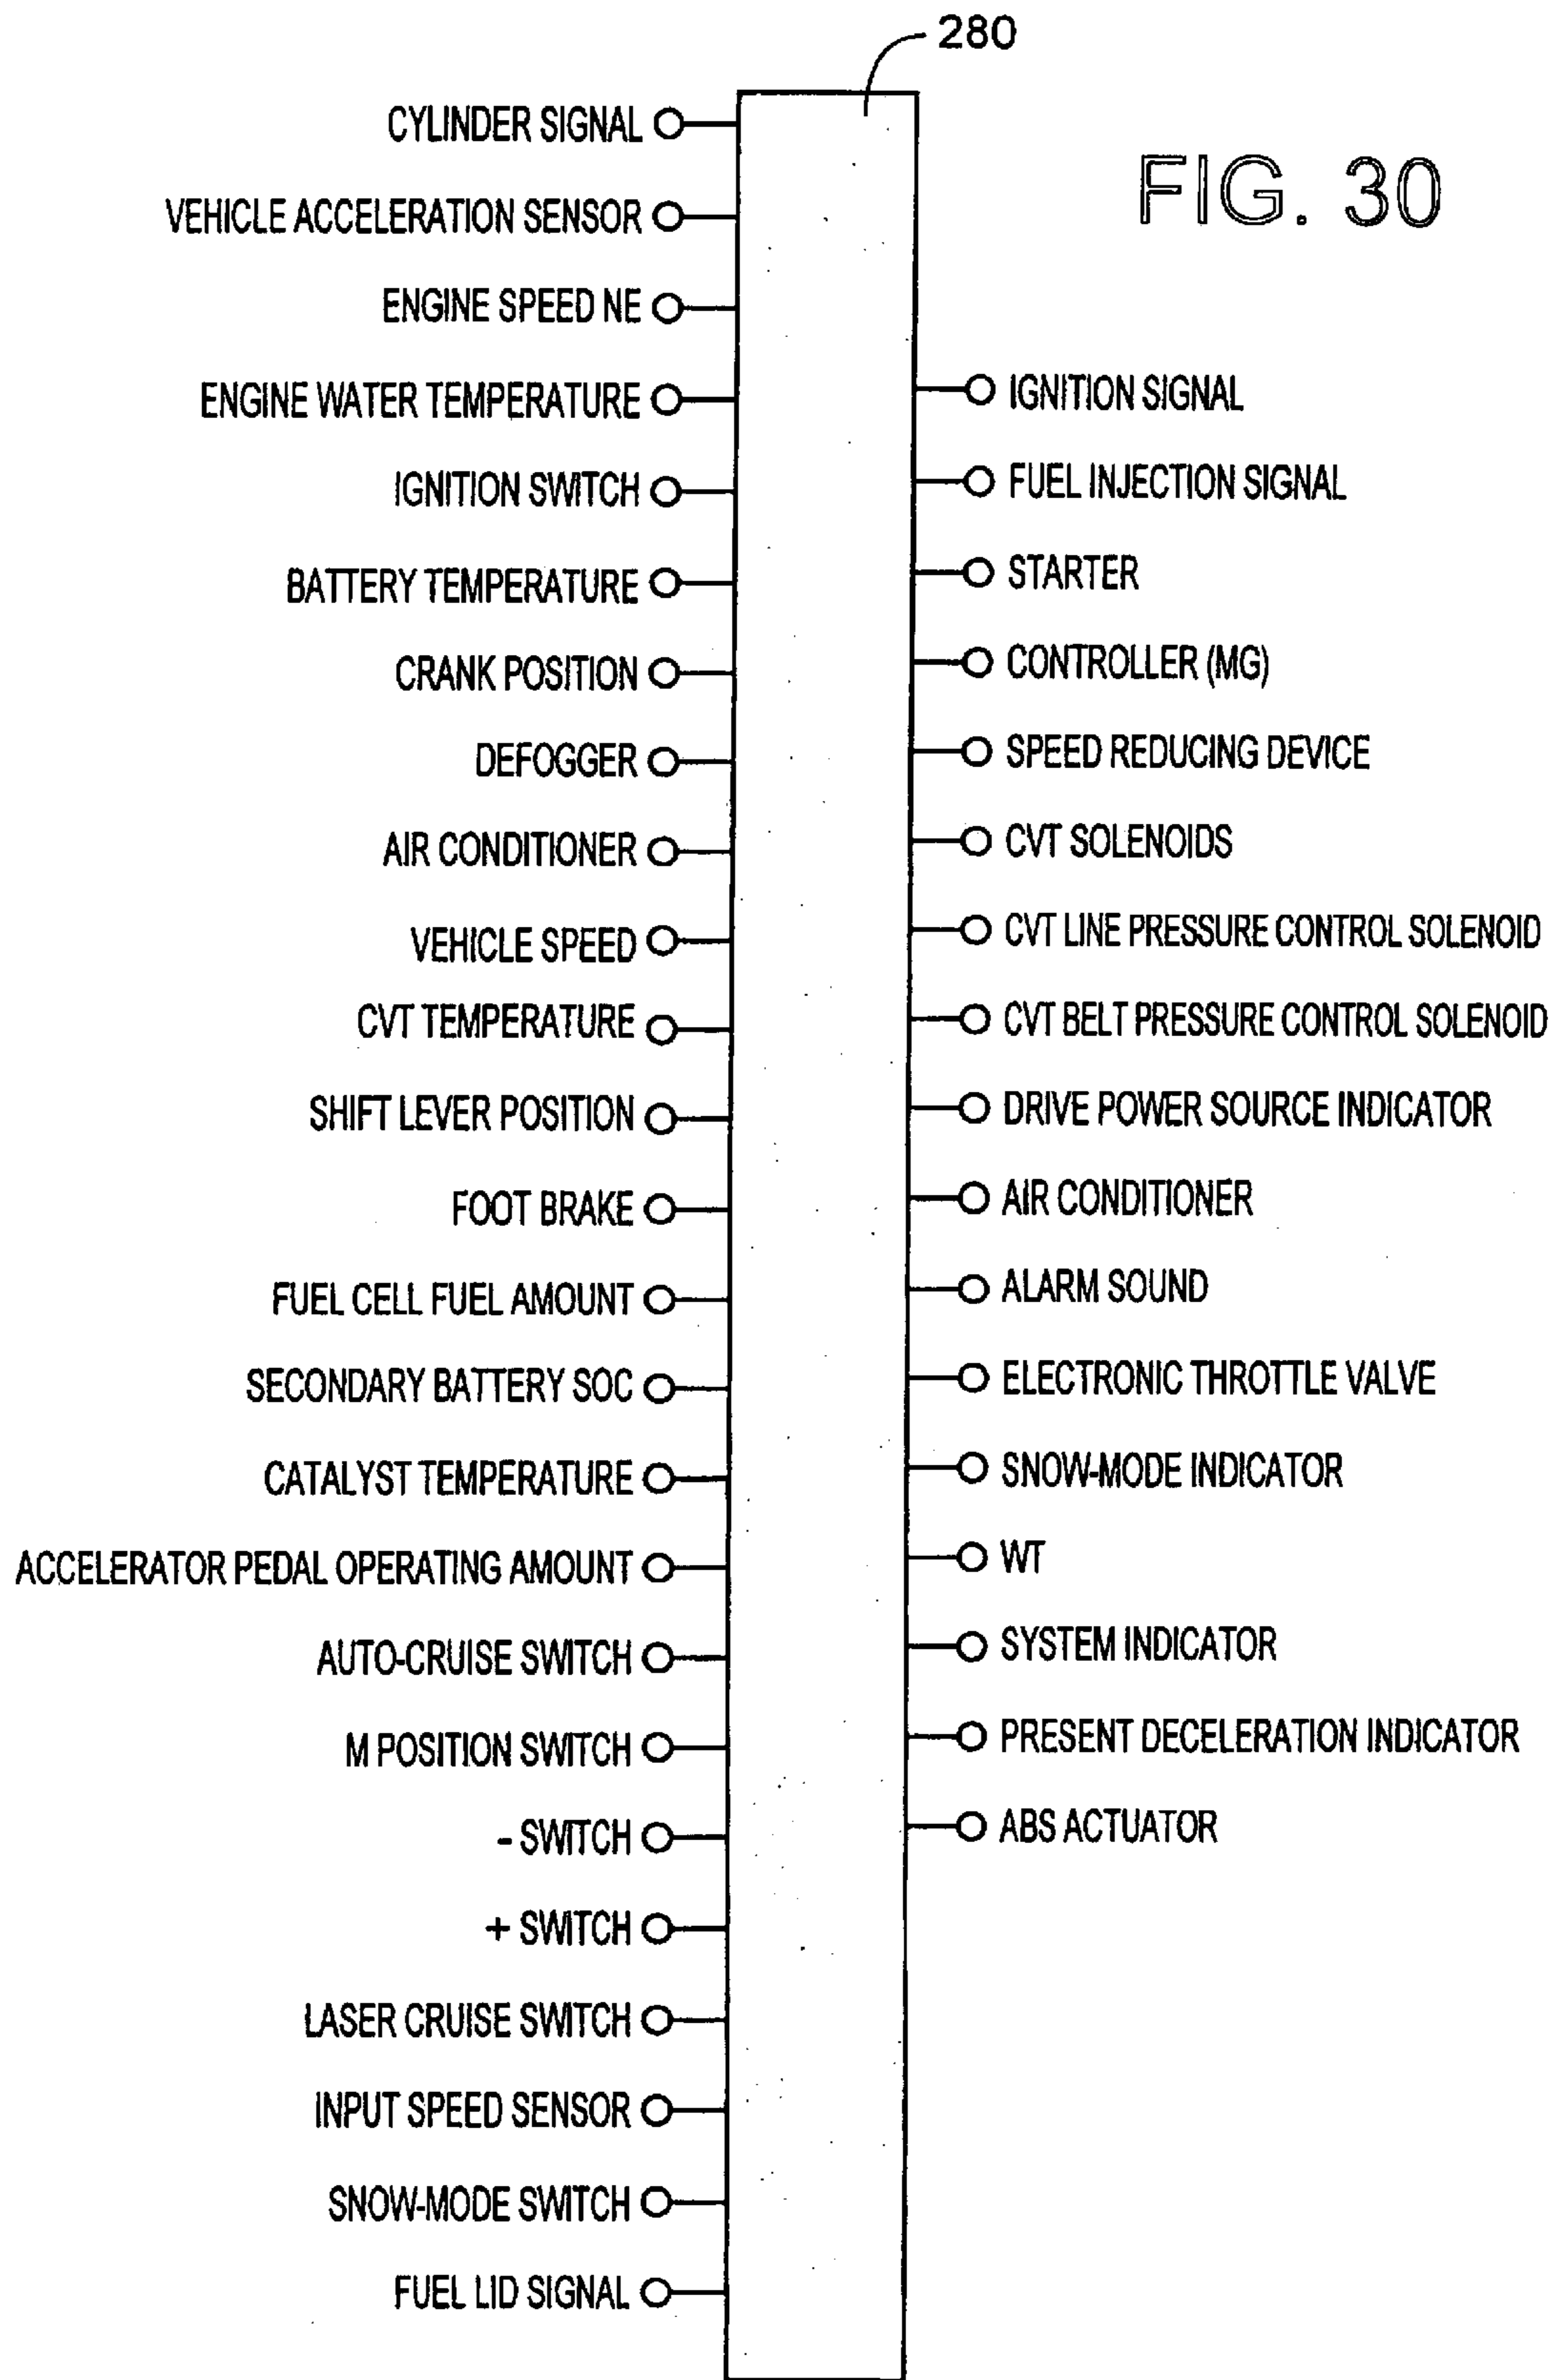 280
FIG. 30
CYLINDER SIGNAL
VEHICLE ACCELERATION SENSOR
ENGINE SPEED NE
ENGINE WATER TEMPERATURE
IGNITION SWITCH
BATTERY TEMPERATURE
CRANK POSITION
DEFOGGER
AIR CONDITIONER
VEHICLE SPEED
CVT TEMPERATURE
SHIFT LEVER POSITION
FOOT BRAKE
FUEL CELL FUEL AMOUNT
SECONDARY BATTERY SOC
CATALYST TEMPERATURE
ACCELERATOR PEDAL OPERATING AMOUNT
AUTO-CRUISE SWITCH
M POSITION SWITCH
- SWITCH
+ SWITCH
LASER CRUISE SWITCH
INPUT SPEED SENSOR
SNOW-MODE SWITCH
FUEL LID SIGNAL
IGNITION SIGNAL
FUEL INJECTION SIGNAL
STARTER
CONTROLLER (MG)
SPEED REDUCING DEVICE
CVT SOLENOIDS
CVT LINE PRESSURE CONTROL SOLENOID
CVT BELT PRESSURE CONTROL SOLENOID
DRIVE POWER SOURCE INDICATOR
AIR CONDITIONER
ALARM SOUND
ELECTRONIC THROTTLE VALVE
SNOW-MODE INDICATOR
WT
SYSTEM INDICATOR
PRESENT DECELERATION INDICATOR
ABS ACTUATOR